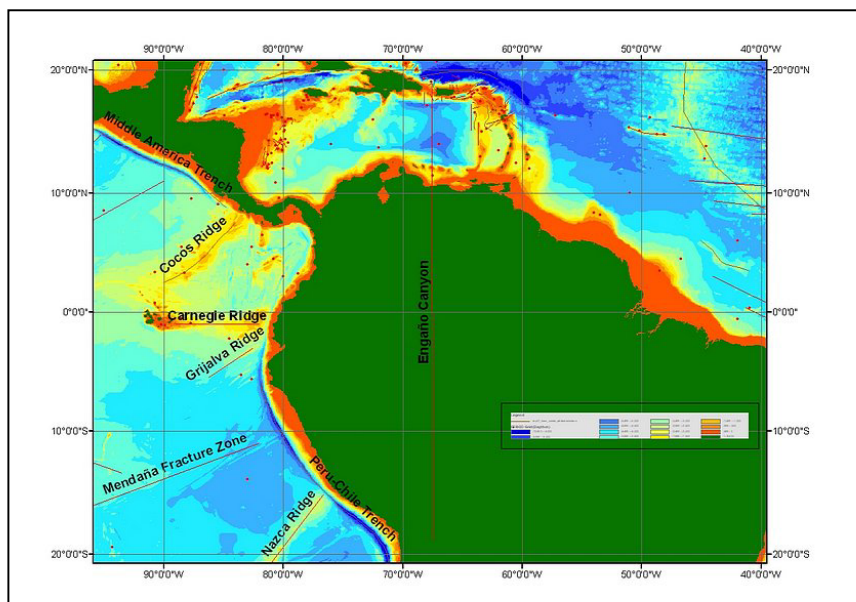 90°0'0"W 80°0'0"W 70°0'0"W 60°0'0"W 50°0'0"W 40°0'0"W
20°0'0"N 20°0'0"N
Middle America Trench
10°0'0"N 10°0'0"N
Cocos Ridge
Engaño Canyon
0°0'0" 0°0'0"
Carnegie Ridge
Grijalva Ridge
10°0'0"S 10°0'0"S
Mendaña Fracture Zone
Peru-Chile Trench
Nazca Ridge
20°0'0"S 20°0'0"S
90°0'0"W 80°0'0"W 70°0'0"W 60°0'0"W 50°0'0"W 40°0'0"W